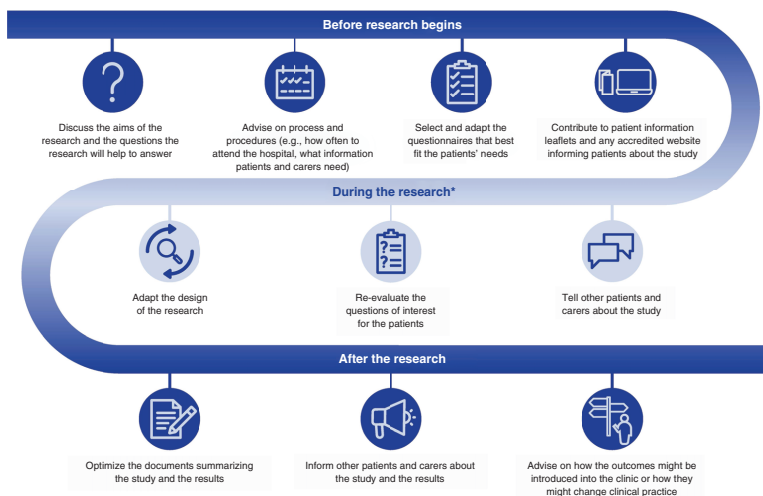 Before research begins
Discuss the aims of the
research and the questions the
research will help to answer
Advise on process and
procedures (e.g., how often to
attend the hospital, what information
patients and carers need)
Select and adapt the
questionnaires that best
fit the patients' needs
Contribute to patient information
leaflets and any accredited website
informing patients about the study
During the research*
Adapt the design
of the research
Re-evaluate the
questions of interest
for the patients
Tell other patients and
carers about the study
After the research
Optimize the documents summarizing
the study and the results
Inform other patients and carers about
the study and the results
Advise on how the outcomes might be
introduced into the clinic or how they
might change clinical practice